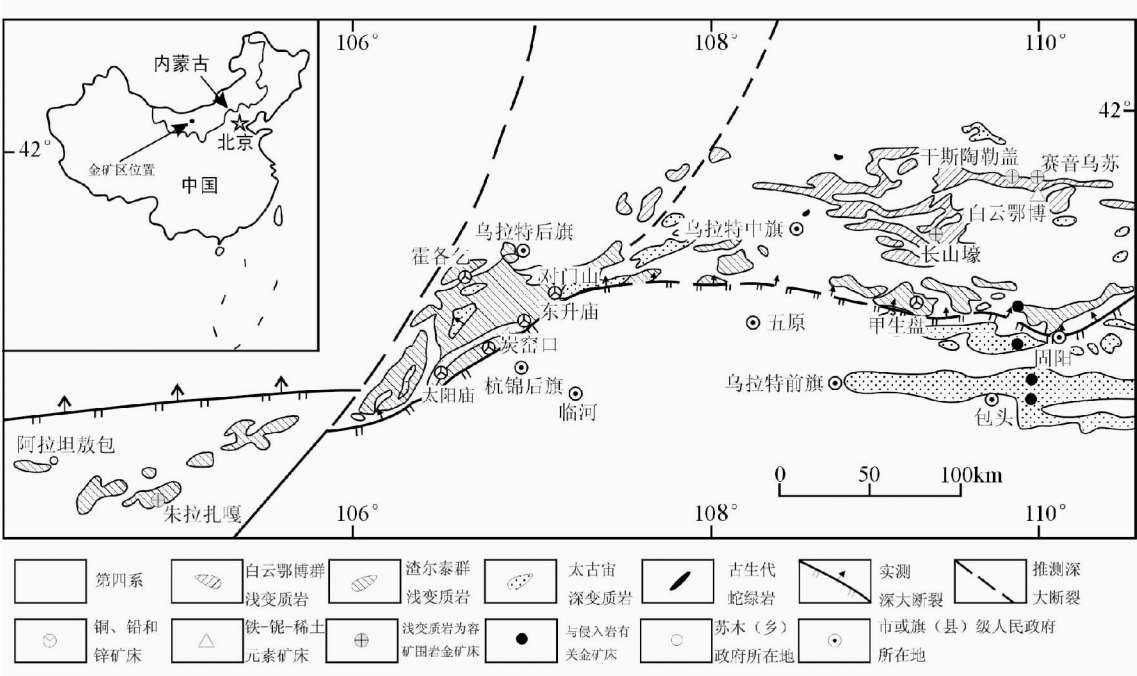 106°
108°
110°
内蒙古
42°
北京
42°
干斯陶勒盖
赛音乌苏
金矿区位置
中国
白云鄂博
乌拉特后旗
乌拉特中旗
长山壕
霍各乞
对门山
东升庙
五原
甲生盘
炭窑口
固阳
太阳庙
杭锦后旗
乌拉特前旗
临河
包头
阿拉坦敖包
0 50 100km
朱拉扎嘎
106°
108°
110°
第四系
白云鄂博群
浅变质岩
渣尔泰群
浅变质岩
太古宙
深变质岩
古生代
蛇绿岩
实测
深大断裂
推测深
大断裂
铜、铅和
锌矿床
铁-铌-稀土
元素矿床
浅变质岩为容
矿围岩金矿床
与侵入岩有
关金矿床
苏木（乡）
政府所在地
市或旗（县）级人民政府
所在地